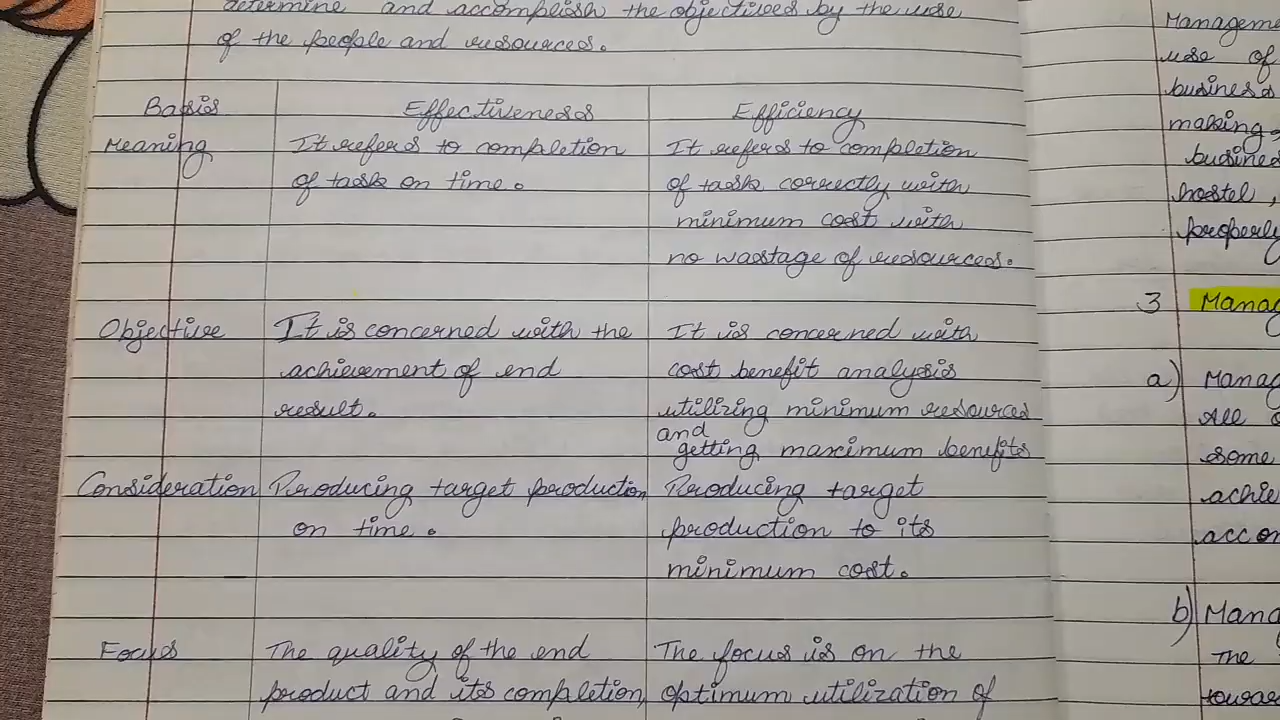 determine and accomplish the objectives by the use
of the people and resources.
Basis Effectiveness Efficiency
Meaning It refers to completion It refers to completion
of task on time. of task correctly with
minimum cost with
no wastage of resources.
Objective It is concerned with the It is concerned with
achievement of end cost benefit analysis
result. utilizing minimum resources
and
getting maximum benefits
Consideration Producing target production Producing target
on time. production to its
minimum cost.
Focus The quality of the end The focus is on the
product and its completion, optimum utilization of
Manageme
use of
business
making
busines
hostel,
properly
3 Manag
a) Manag
All
some
achie
accom
b) Mana
The
towar